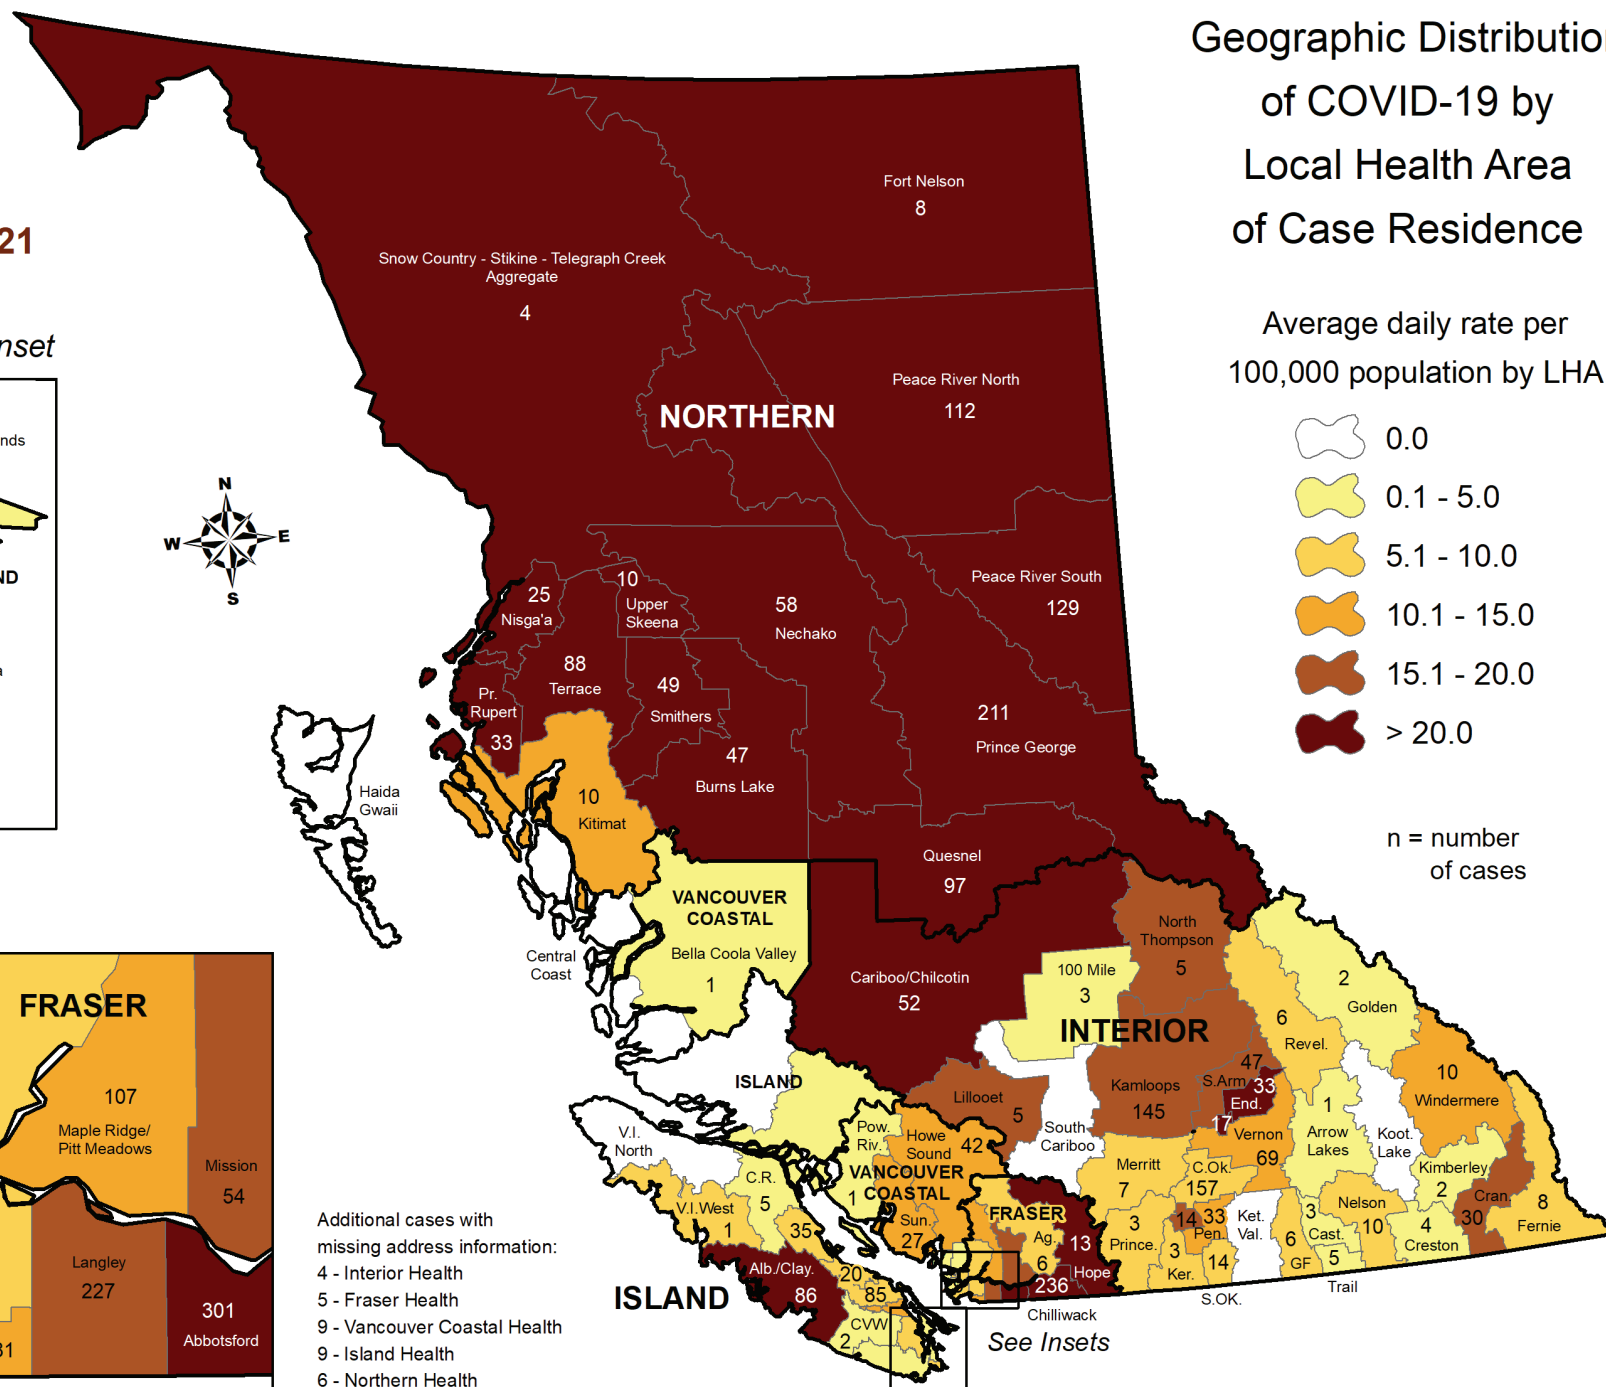 Geographic Distributio
of COVID-19 by
Local Health Area
of Case Residence
21
nset
nds
ND
Average daily rate per
100,000 population by LHA
0.0
0.1 - 5.0
5.1 - 10.0
10.1 - 15.0
15.1 - 20.0
> 20.0
n = number
of cases
N
W
E
S
Fort Nelson
8
Snow Country - Stikine - Telegraph Creek
Aggregate
4
NORTHERN
Peace River North
112
Peace River South
129
25
Nisga'a
10
Upper
Skeena
58
Nechako
88
Terrace
49
Smithers
Pr.
Rupert
33
211
Prince George
47
Burns Lake
Haida
Gwaii
10
Kitimat
Quesnel
97
VANCOUVER
COASTAL
Bella Coola Valley
1
Central
Coast
Cariboo/Chilcotin
52
100 Mile
3
North
Thompson
5
INTERIOR
2
Golden
6
Revel.
ISLAND
Lillooet
5
Kamloops
145
47
S.Arm
33
End.
17
10
Windermere
South
Cariboo
Vernon
69
1
Arrow
Lakes
Koot.
Lake
Kimberley
2
V.I.
North
Pow.
Riv.
1
Howe
Sound
42
VANCOUVER
COASTAL
Merritt
7
C.Ok.
157
Cran.
30
8
Fernie
C.R.
5
V.I.West
1
35
Sun.
27
FRASER
Ag.
6
13
Hope
236
Chilliwack
3
Prince.
14
33
Pen.
Ket.
Val.
3
Ker.
14
S.OK.
6
GF
3
Cast.
5
Trail
Nelson
10
4
Creston
Alb./Clay.
86
20
85
CVW
2
ISLAND
See Insets
FRASER
107
Maple Ridge/
Pitt Meadows
Mission
54
Langley
227
301
Abbotsford
31
Additional cases with
missing address information:
4 - Interior Health
5 - Fraser Health
9 - Vancouver Coastal Health
9 - Island Health
6 - Northern Health